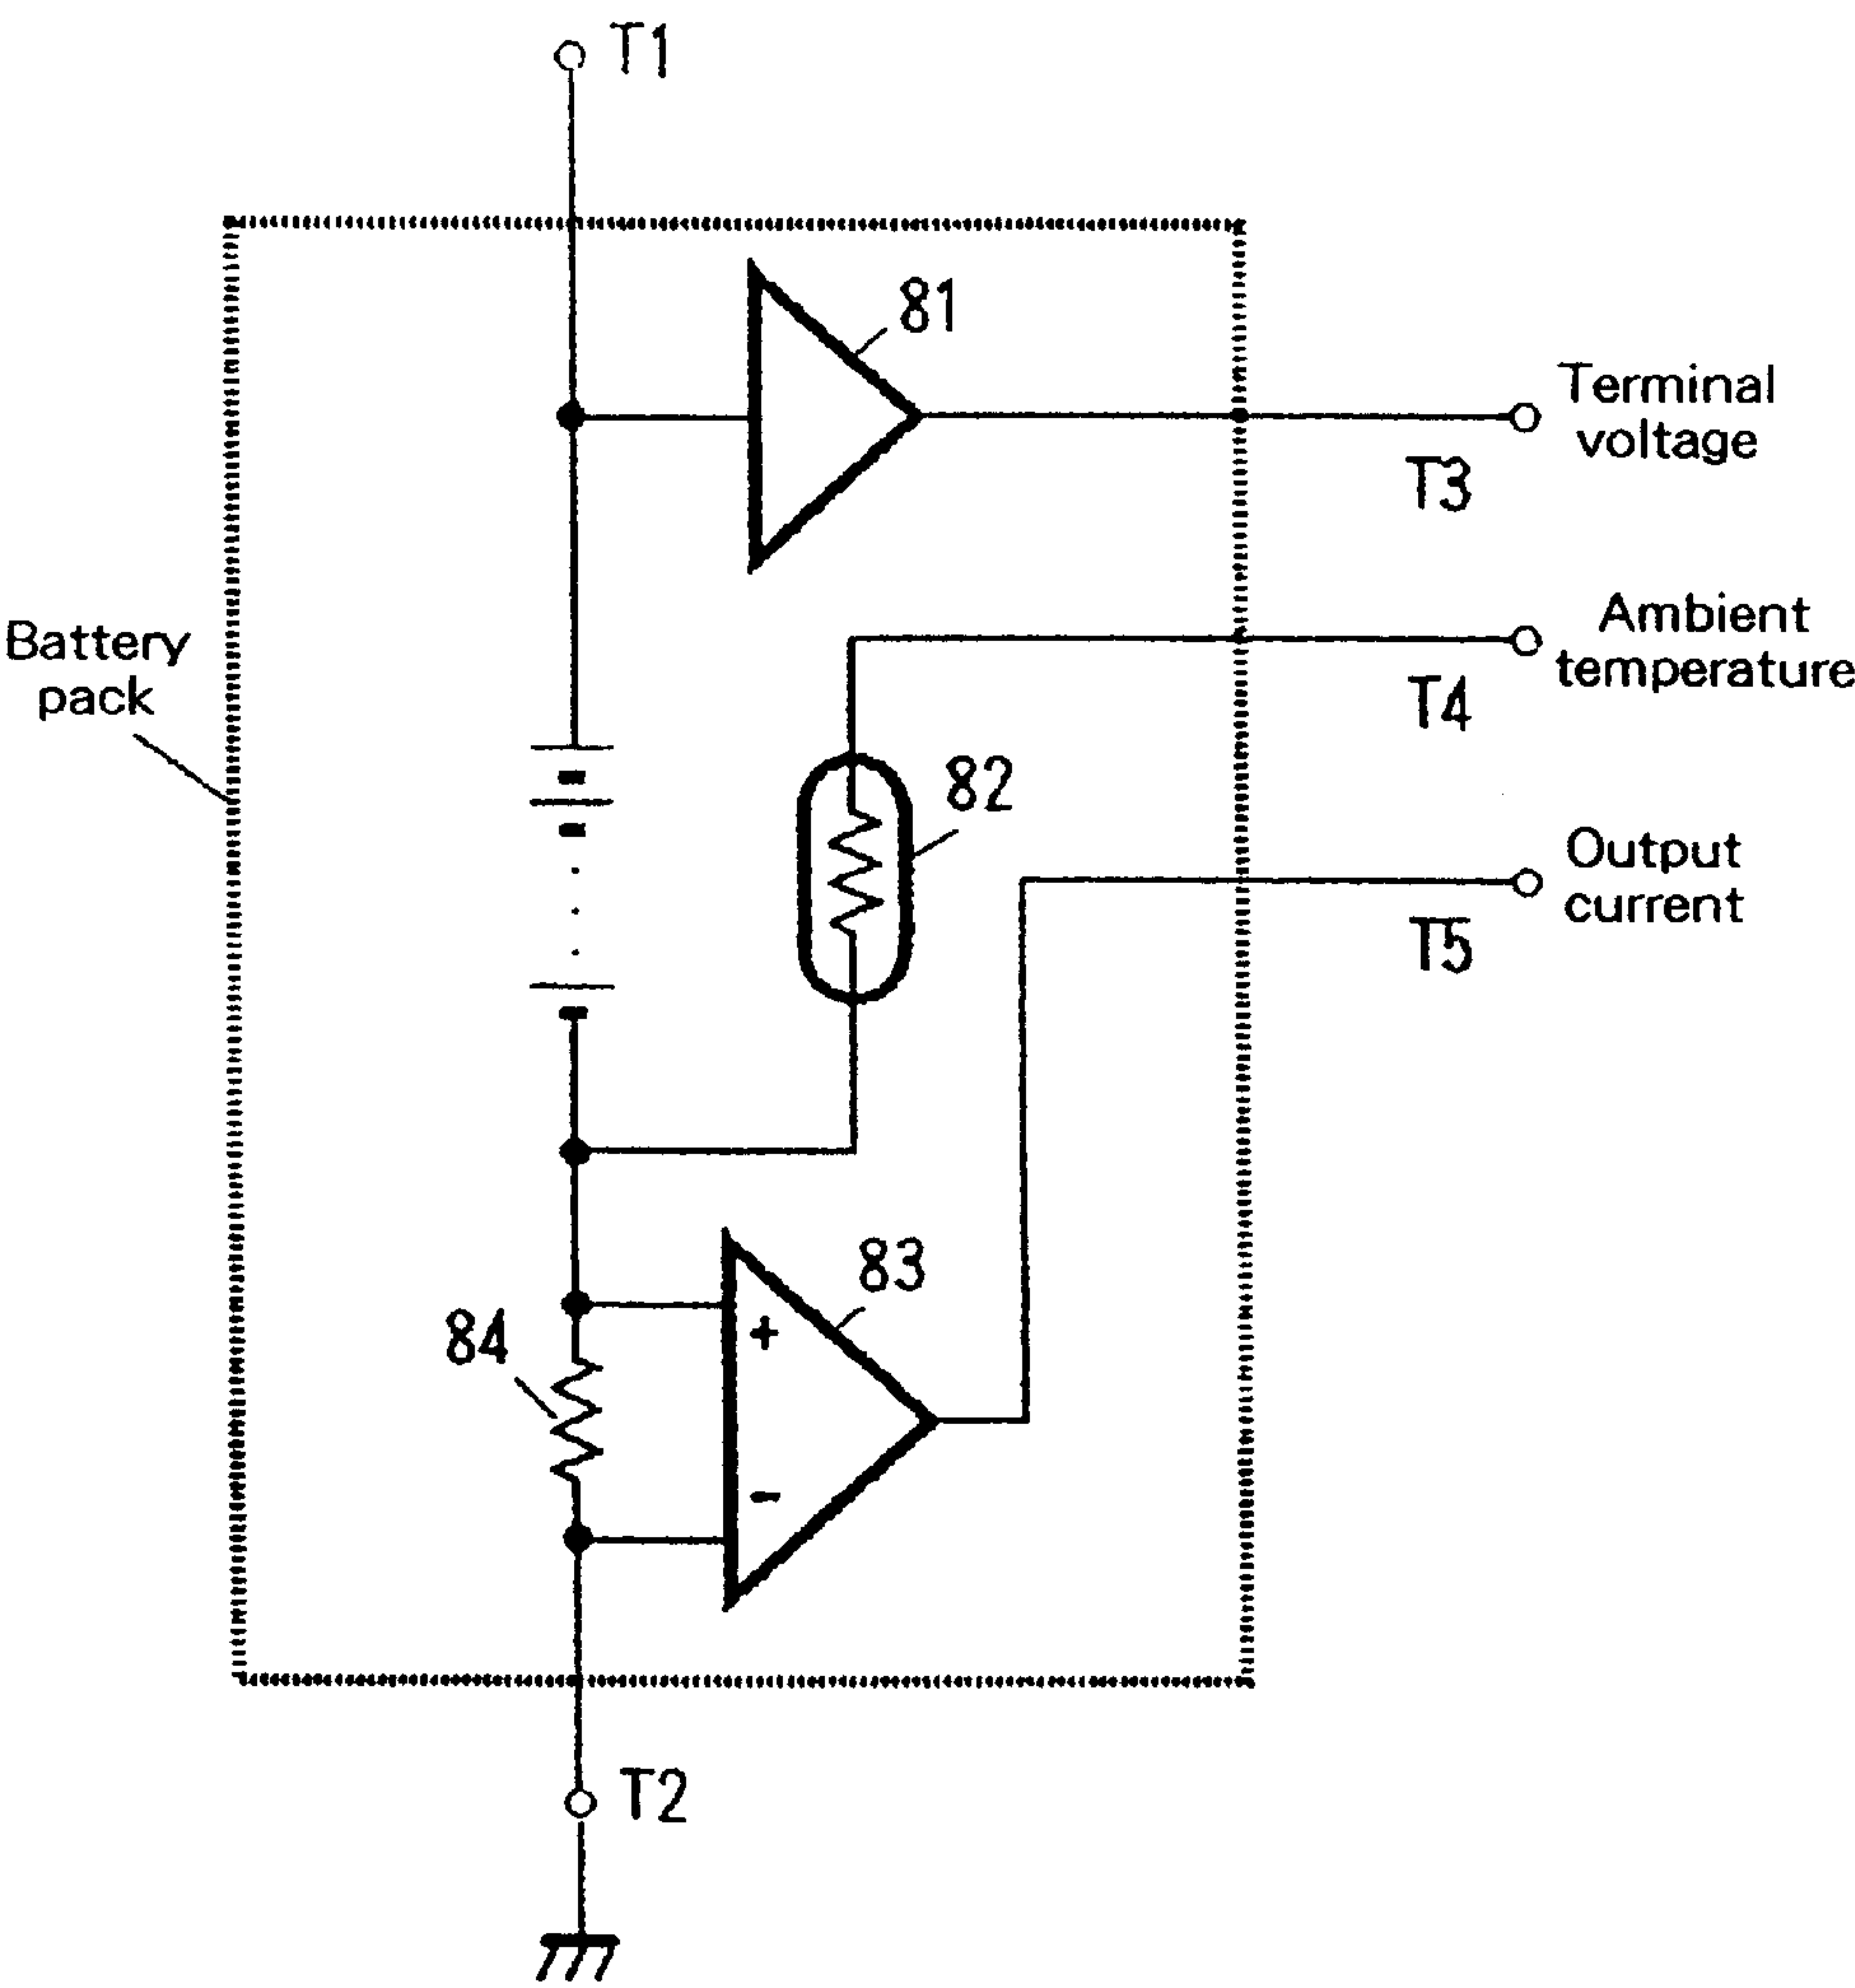 T1
81
Terminal
voltage
T3
Battery
pack
Ambient
temperature
T4
82
Output
current
T5
83
84
+
-
T2